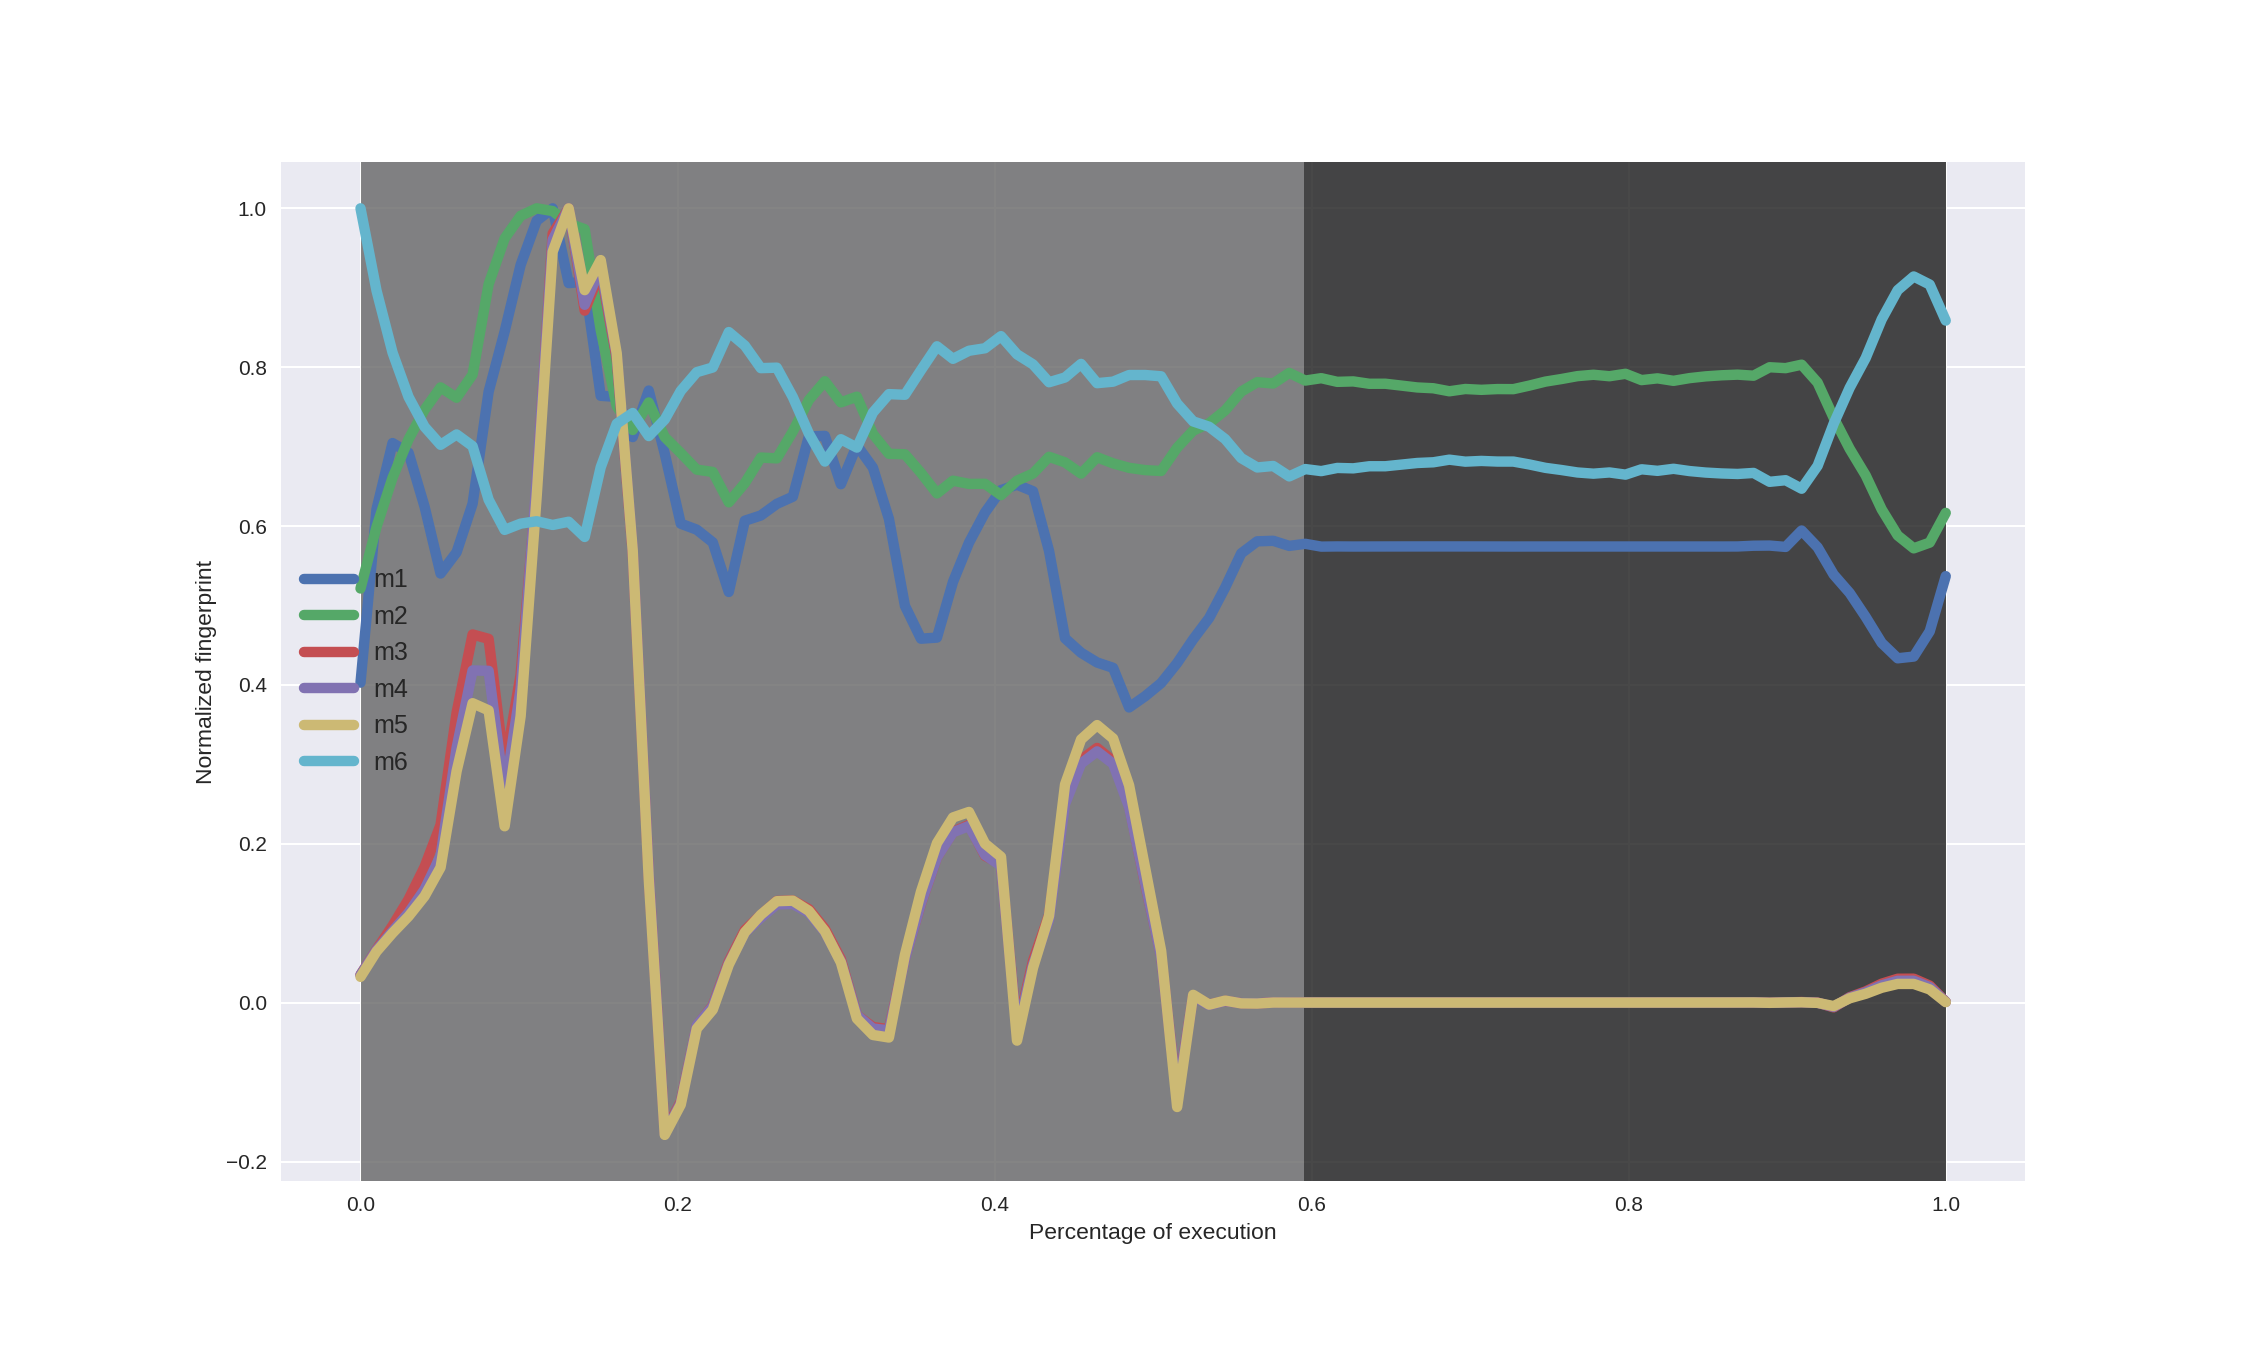 1.0
0.8
0.6
0.4
0.2
0.0
−0.2
Normalized fingerprint
m1
m2
m3
m4
m5
m6
0.0 0.2 0.4 0.6 0.8 1.0
Percentage of execution